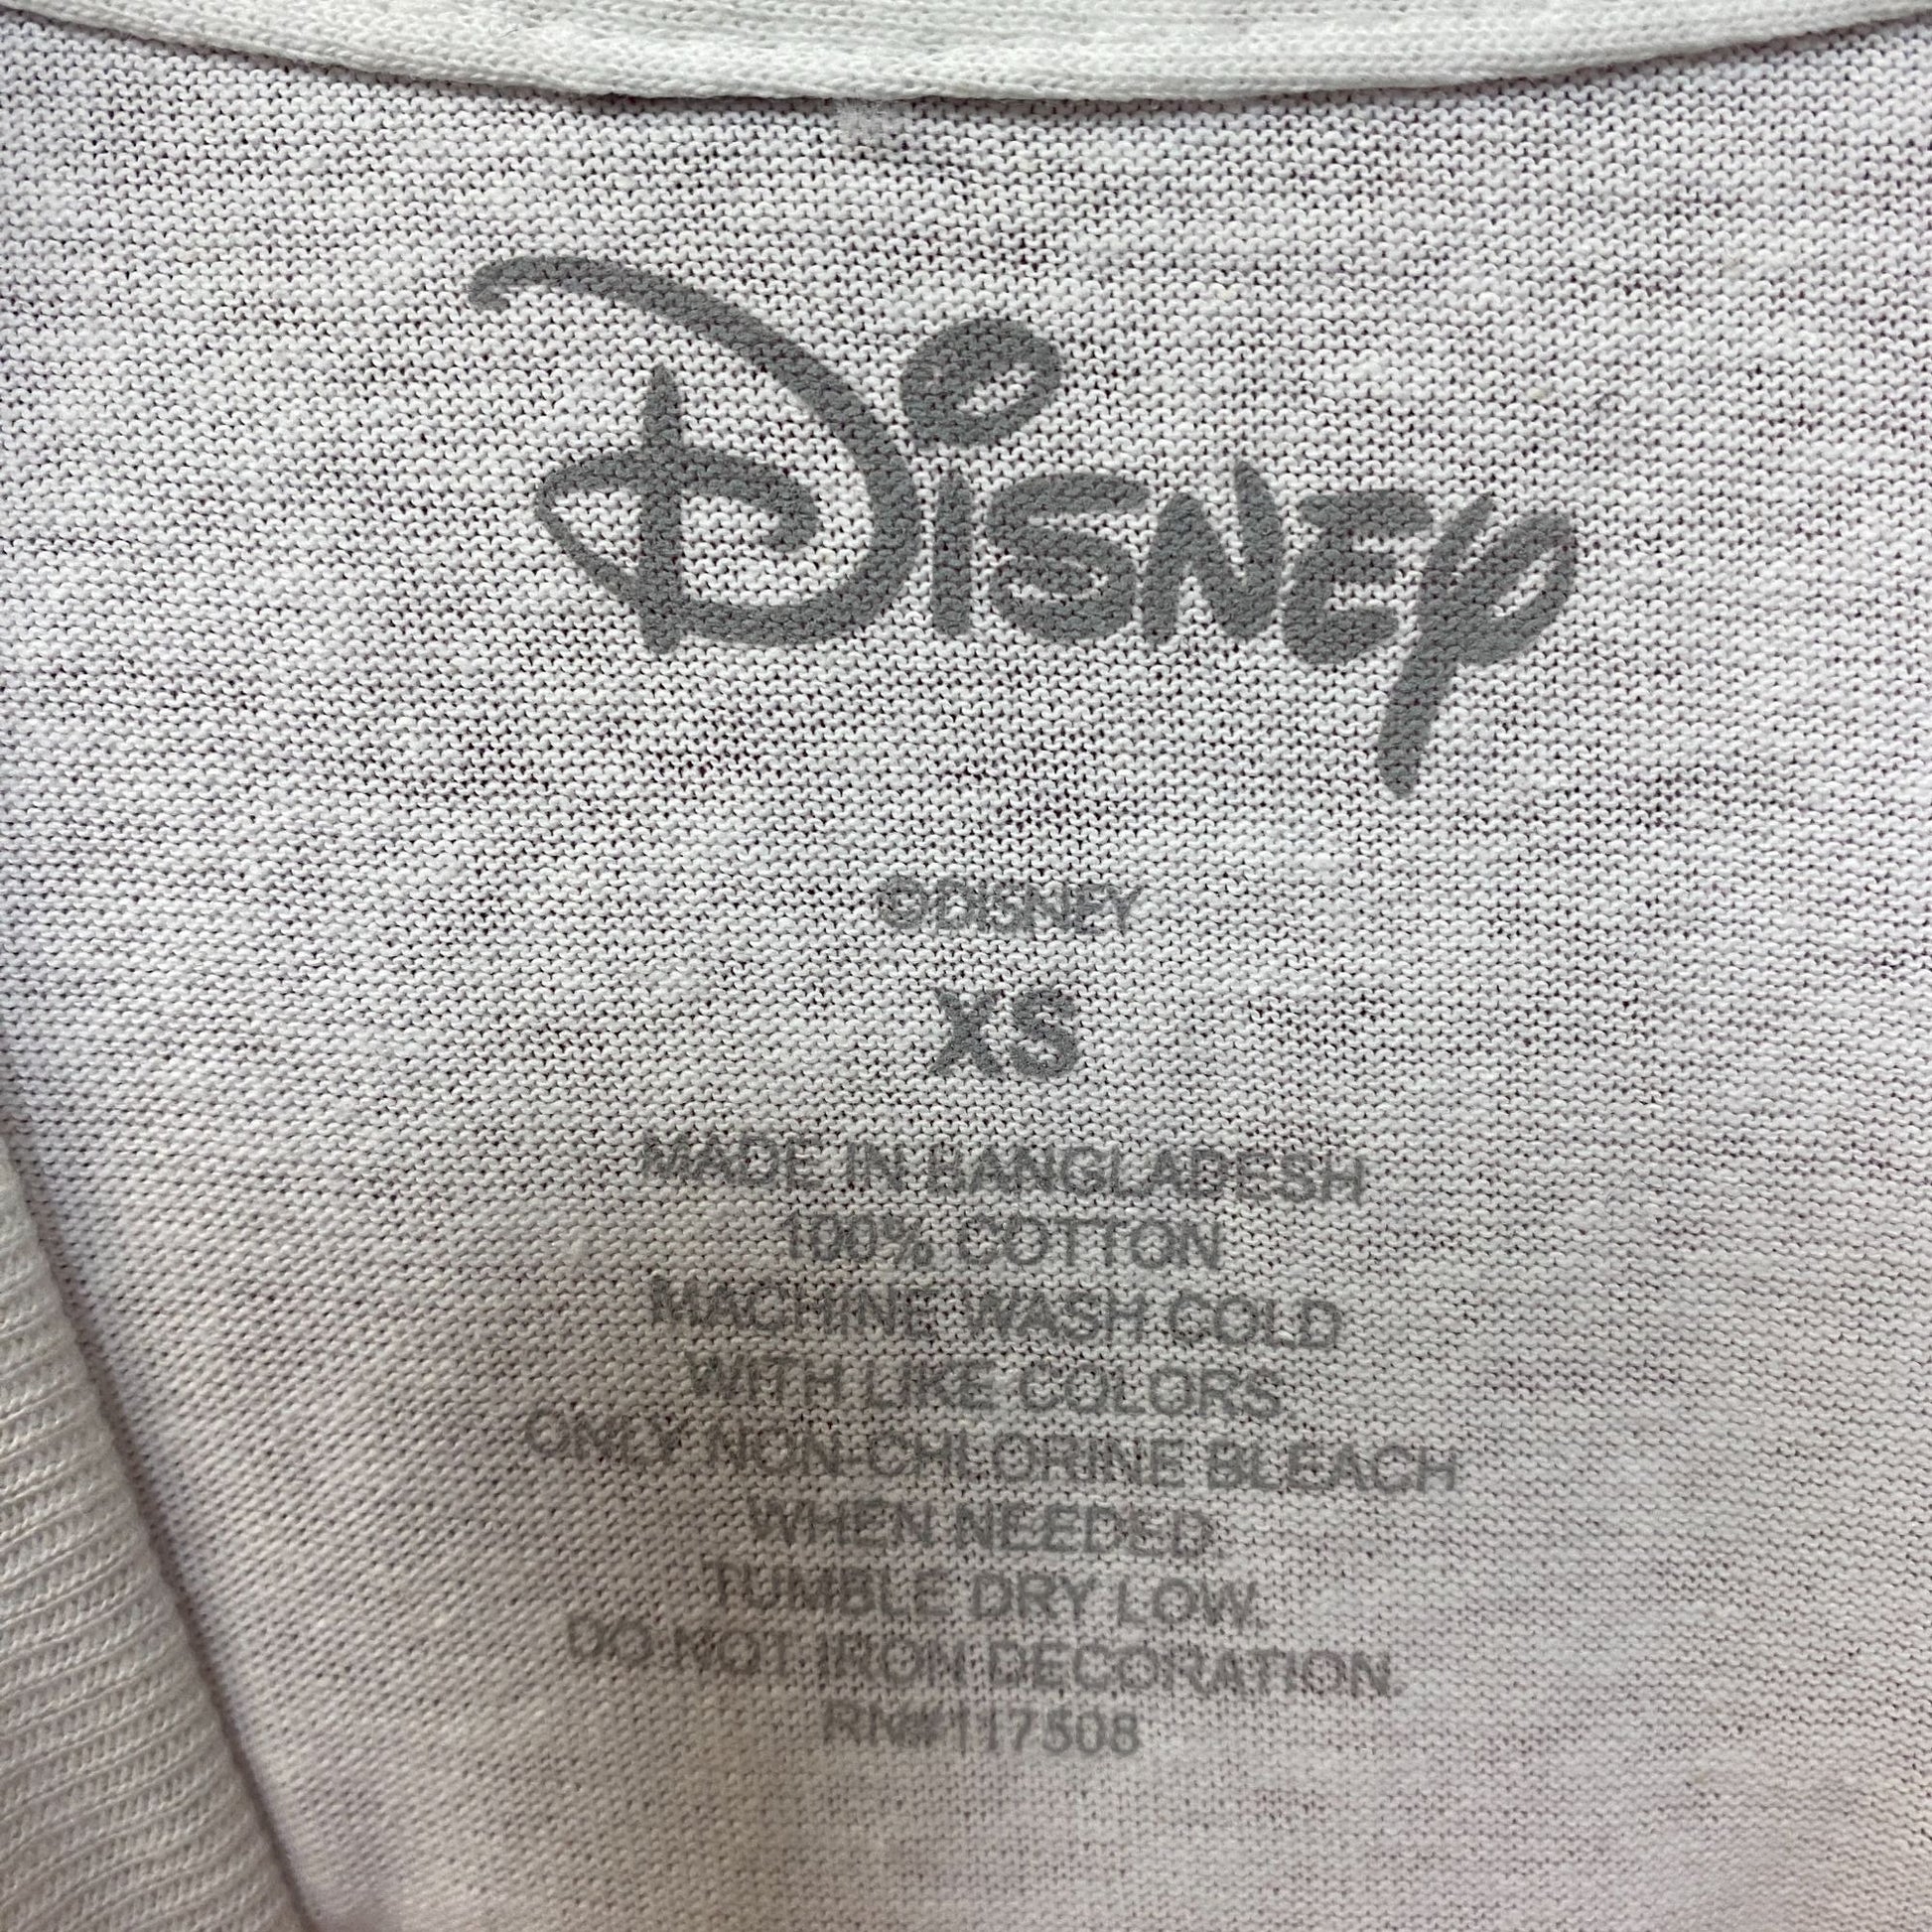 Disney
©DISNEY
XS
MADE IN BANGLADESH
100% COTTON
MACHINE WASH COLD
WITH LIKE COLORS.
ONLY NON-CHLORINE BLEACH
WHEN NEEDED.
TUMBLE DRY LOW.
DO NOT IRON DECORATION
RN#117508